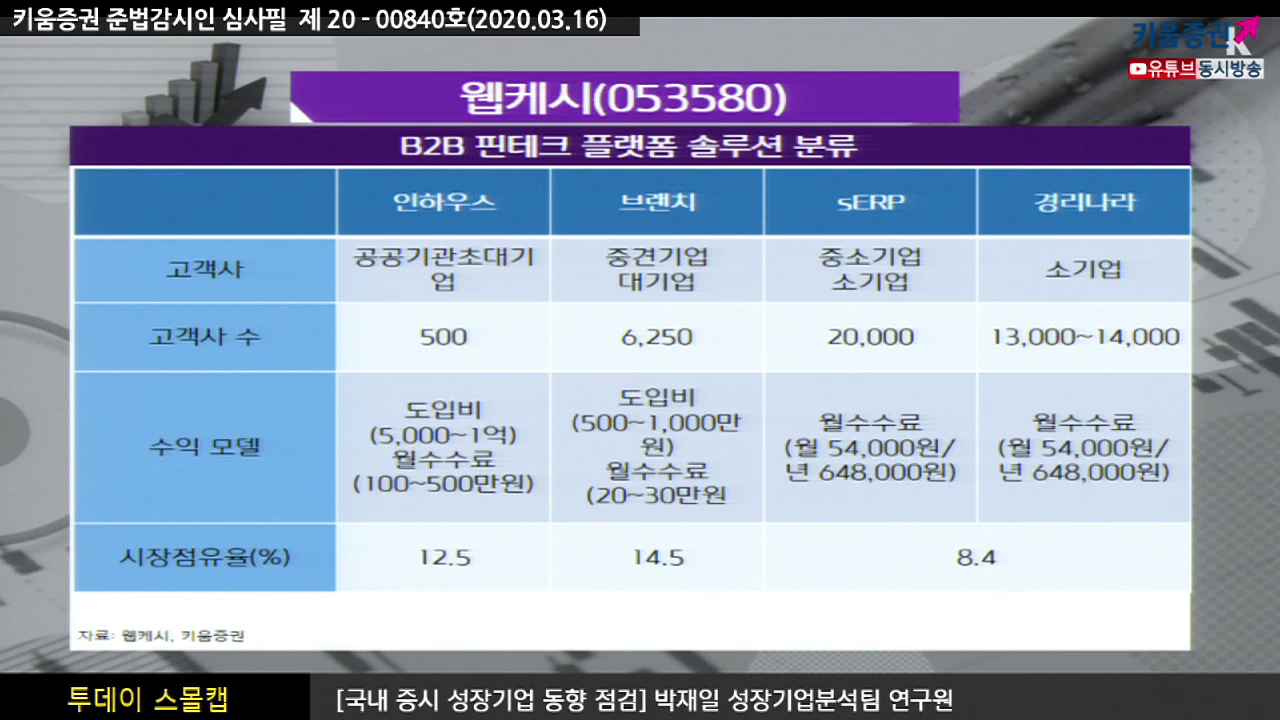 키움증권 준법감시인 심사필 제 20 - 00840호(2020.03.16)
키움증권
유튜브 동시방송
웹케시(053580)
B2B 핀테크 플랫폼 솔루션 분류
인하우스 브랜치 sERP 경리나라
고객사
공공기관초대기
업
중견기업
대기업
중소기업
소기업
소기업
고객사 수 500 6,250 20,000 13,000~14,000
수익 모델
도입비
(5,000~1억)
월수수료
(100~500만원)
도입비
(500~1,000만
원)
월수수료
(20~30만원
월수수료
(월 54,000원/
년 648,000원)
월수수료
(월 54,000원/
년 648,000원)
시장점유율(%) 12.5 14.5 8.4
자료: 웹케시, 키움증권
투데이 스몰캡
[국내 증시 성장기업 동향 점검] 박재일 성장기업분석팀 연구원